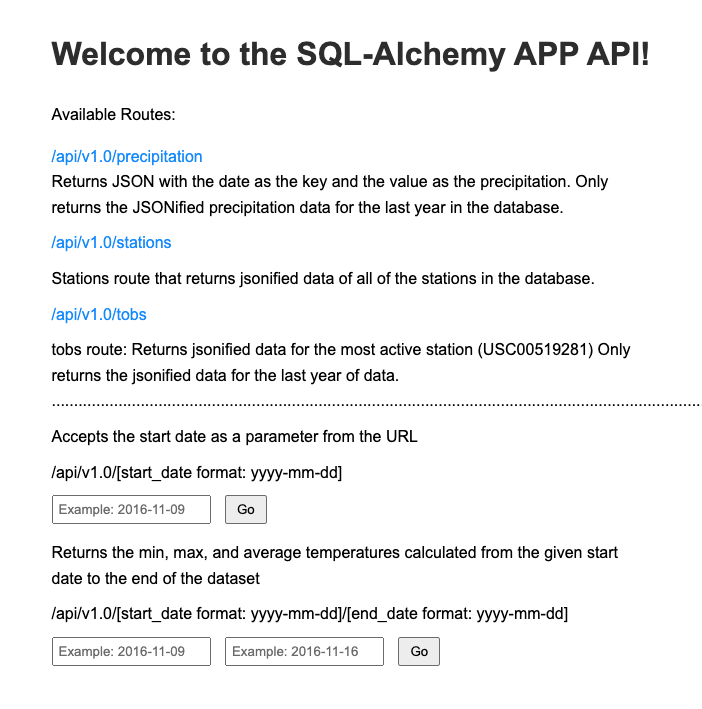 Welcome to the SQL-Alchemy APP API!
Available Routes:
/api/v1.0/precipitation
Returns JSON with the date as the key and the value as the precipitation. Only
returns the JSONified precipitation data for the last year in the database.
/api/v1.0/stations
Stations route that returns jsonified data of all of the stations in the database.
/api/v1.0/tobs
tobs route: Returns jsonified data for the most active station (USC00519281) Only
returns the jsonified data for the last year of data.
..................................................................................................................................................
Accepts the start date as a parameter from the URL
/api/v1.0/[start_date format: yyyy-mm-dd]
Example: 2016-11-09 Go
Returns the min, max, and average temperatures calculated from the given start
date to the end of the dataset
/api/v1.0/[start_date format: yyyy-mm-dd]/[end_date format: yyyy-mm-dd]
Example: 2016-11-09 Example: 2016-11-16 Go